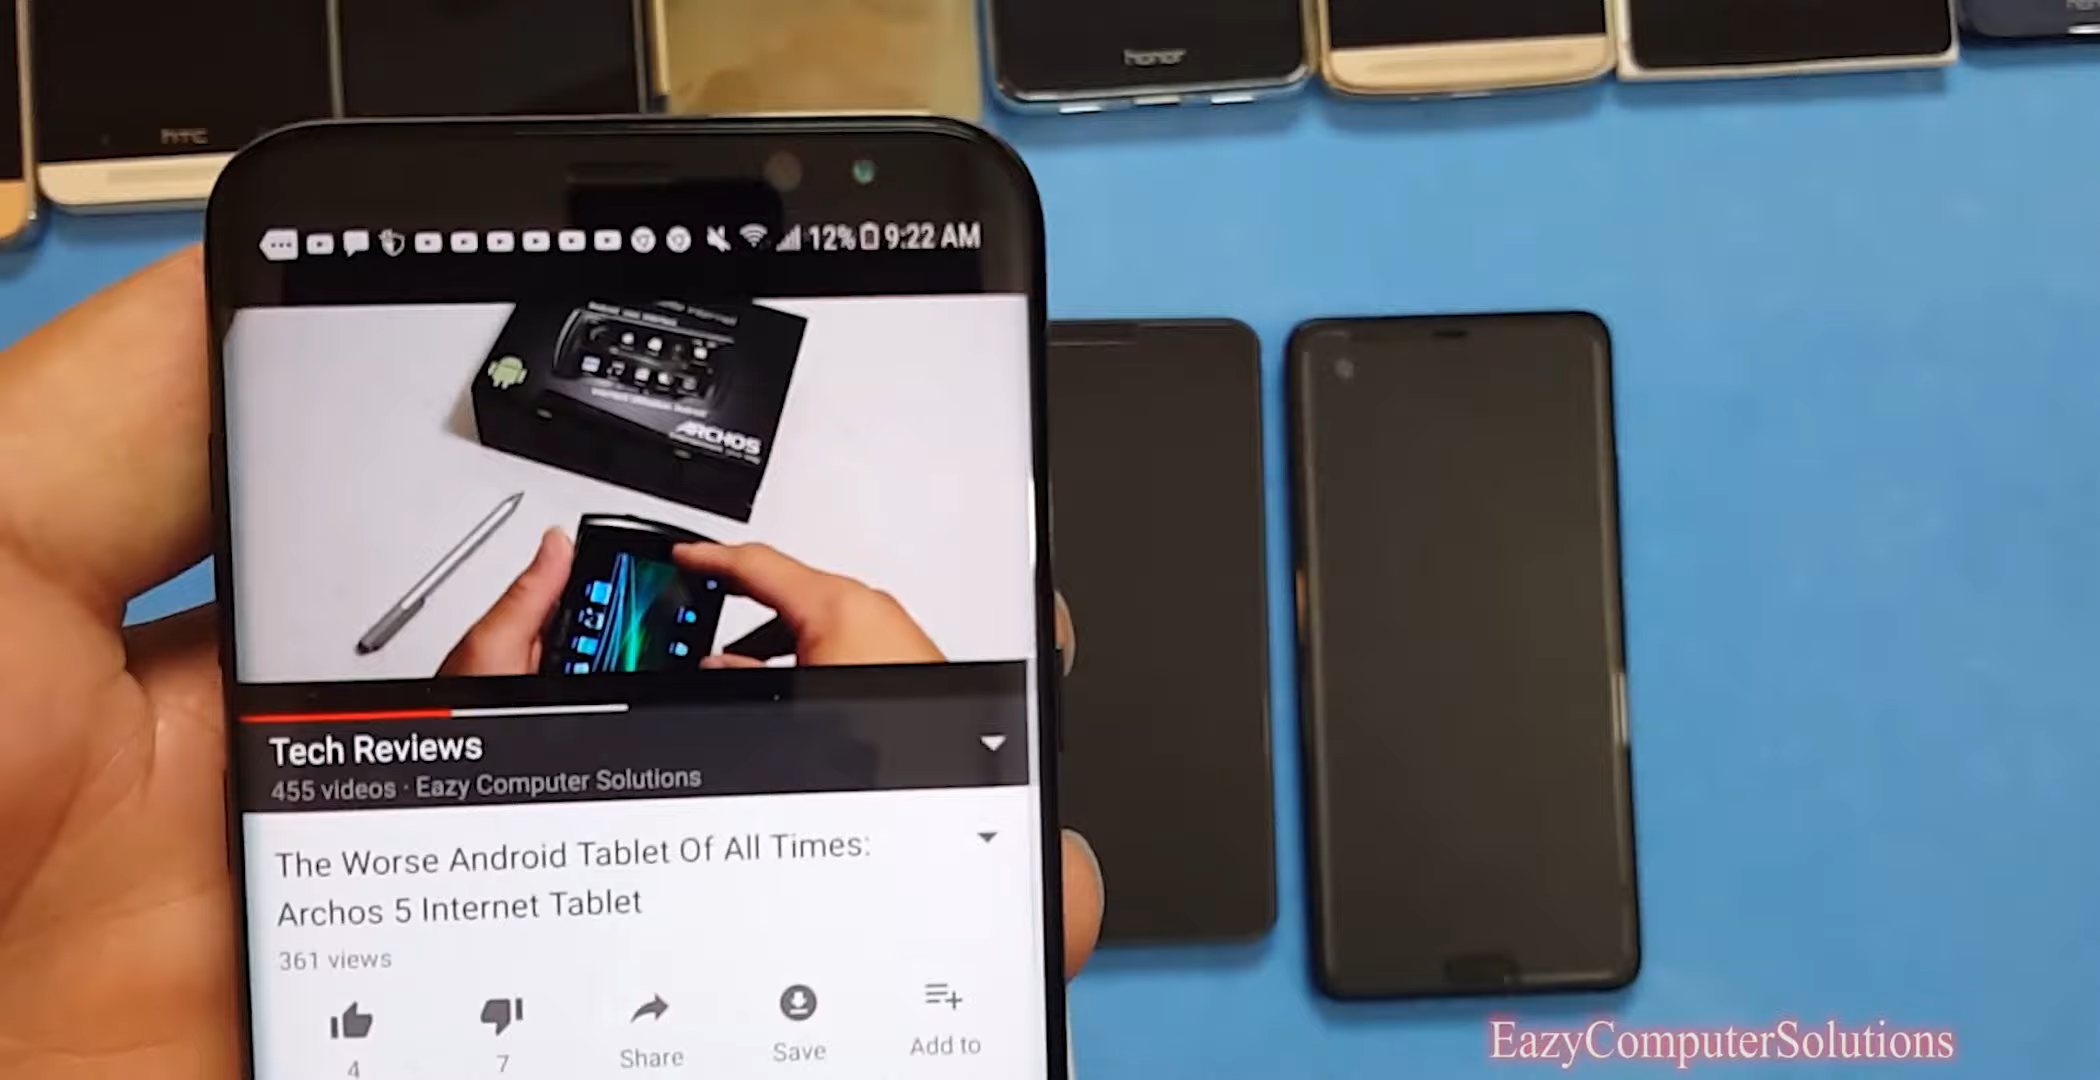 honor
hTC
12% 9:22 AM
ARCHOS
Tech Reviews
455 videos · Eazy Computer Solutions
The Worse Android Tablet Of All Times:
Archos 5 Internet Tablet
361 views
4
7
Share
Save
Add to
EazyComputerSolutions